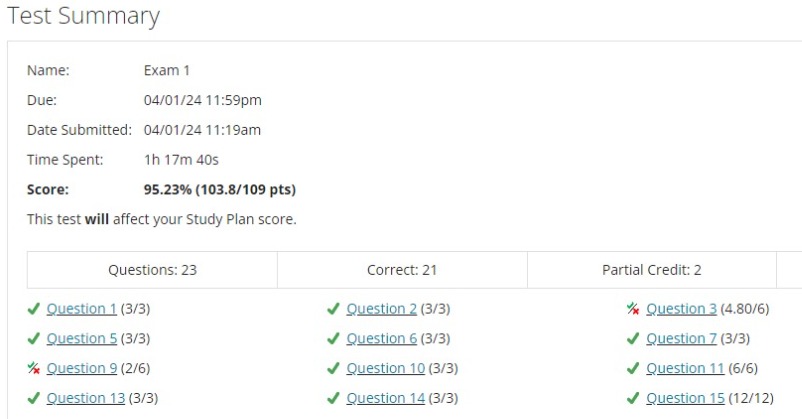 Test Summary
Name: Exam 1
Due: 04/01/24 11:59pm
Date Submitted: 04/01/24 11:19am
Time Spent: 1h 17m 40s
Score: 95.23% (103.8/109 pts)
This test will affect your Study Plan score.
Questions: 23 Correct: 21 Partial Credit: 2
Question 1 (3/3) Question 2 (3/3) Question 3 (4.80/6)
Question 5 (3/3) Question 6 (3/3) Question 7 (3/3)
Question 9 (2/6) Question 10 (3/3) Question 11 (6/6)
Question 13 (3/3) Question 14 (3/3) Question 15 (12/12)